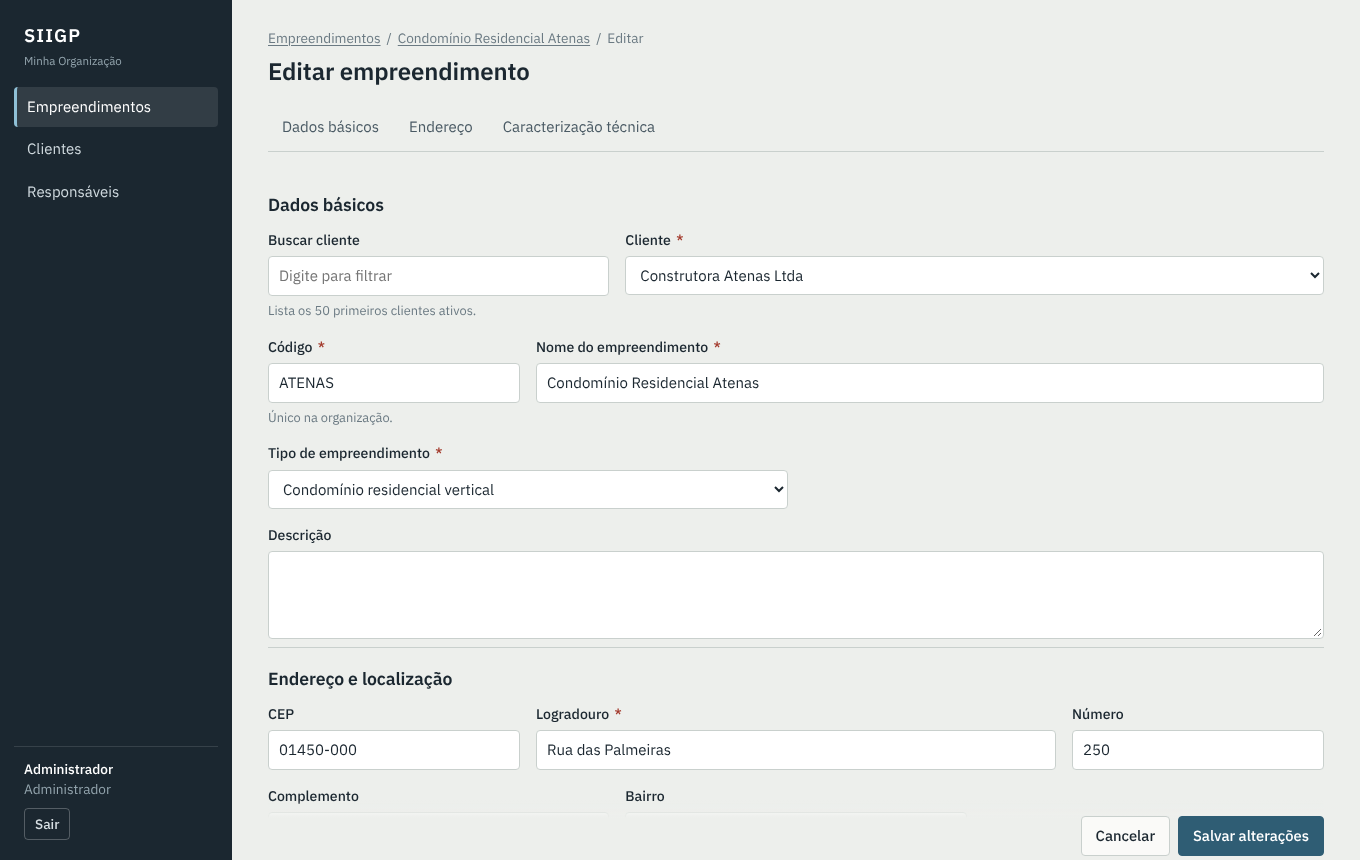 SIIGP
Minha Organização
Empreendimentos
Clientes
Responsáveis
Administrador
Administrador
Sair
Empreendimentos / Condomínio Residencial Atenas / Editar
Editar empreendimento
Dados básicos Endereço Caracterização técnica
Dados básicos
Buscar cliente Cliente *
Digite para filtrar Construtora Atenas Ltda
Lista os 50 primeiros clientes ativos.
Código * Nome do empreendimento *
ATENAS Condomínio Residencial Atenas
Único na organização.
Tipo de empreendimento *
Condomínio residencial vertical
Descrição
Endereço e localização
CEP Logradouro * Número
01450-000 Rua das Palmeiras 250
Complemento Bairro
Cancelar Salvar alterações